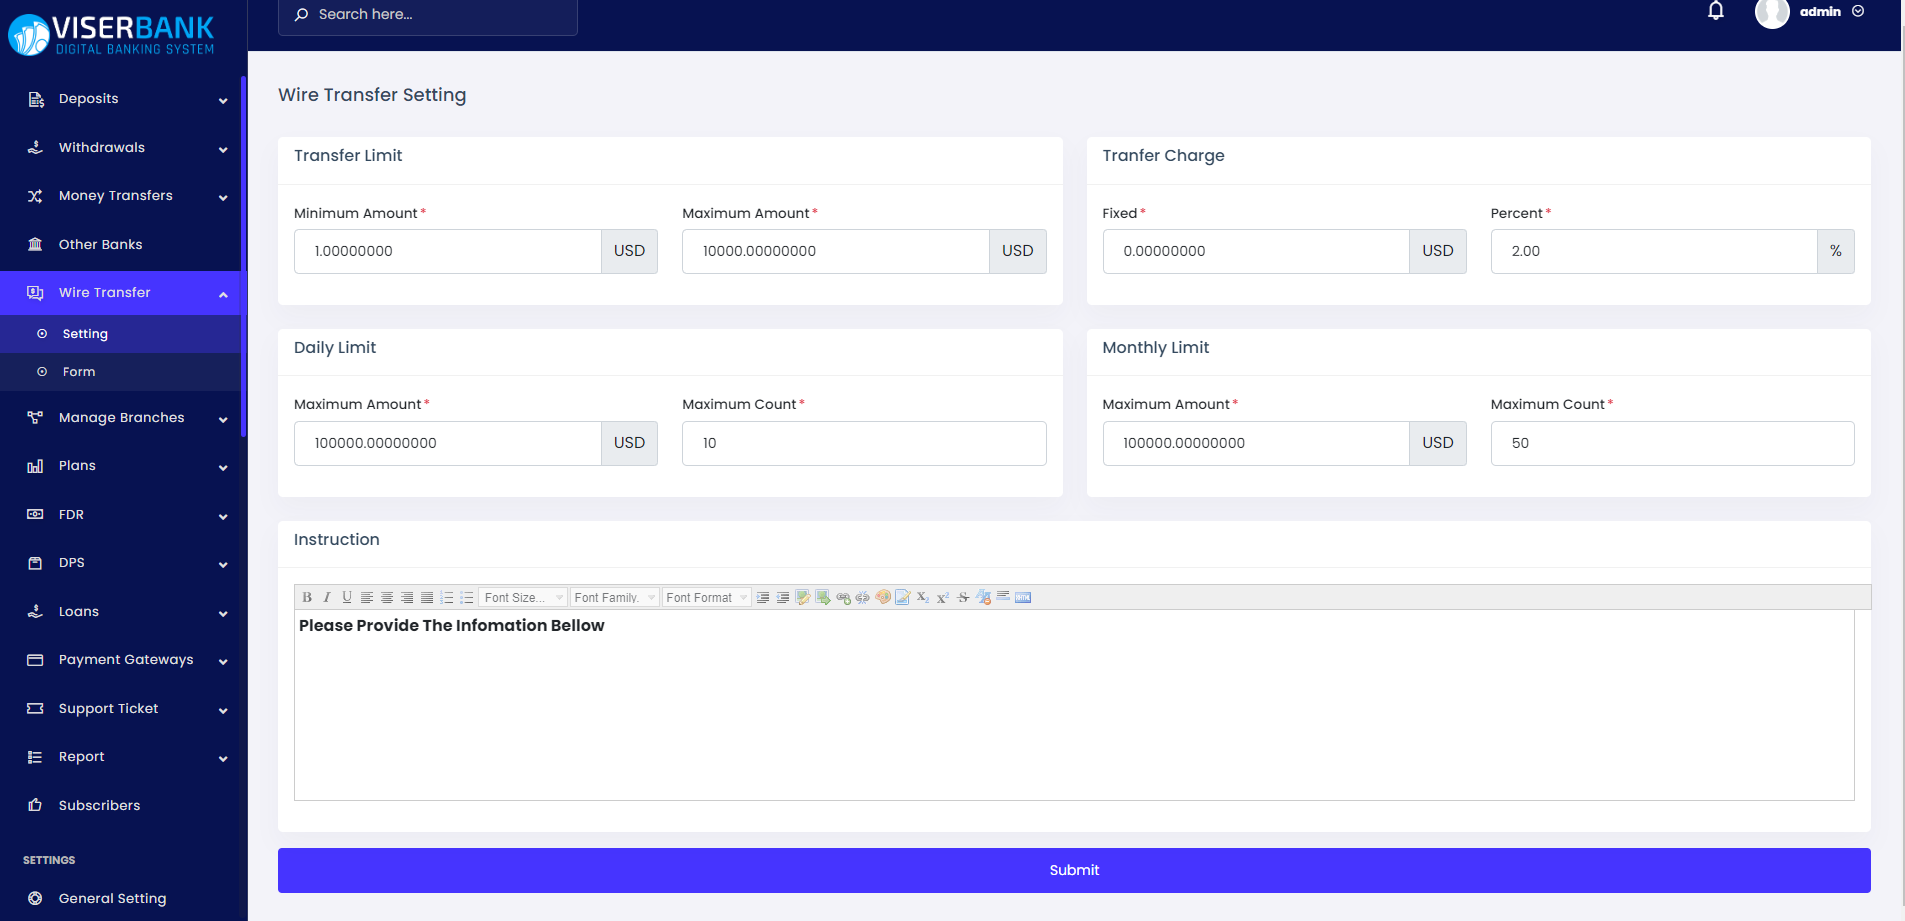 VISERBANK
DIGITAL BANKING SYSTEM
Search here...
admin
Deposits
Withdrawals
Money Transfers
Other Banks
Wire Transfer
Setting
Form
Manage Branches
Plans
FDR
DPS
Loans
Payment Gateways
Support Ticket
Report
Subscribers
SETTINGS
General Setting
Wire Transfer Setting
Transfer Limit
Minimum Amount* Maximum Amount*
1.00000000 USD 10000.00000000 USD
Tranfer Charge
Fixed* Percent*
0.00000000 USD 2.00 %
Daily Limit
Maximum Amount* Maximum Count*
100000.00000000 USD 10
Monthly Limit
Maximum Amount* Maximum Count*
100000.00000000 USD 50
Instruction
B I U Font Size... Font Family. Font Format X2 X2 S
Please Provide The Infomation Bellow
Submit